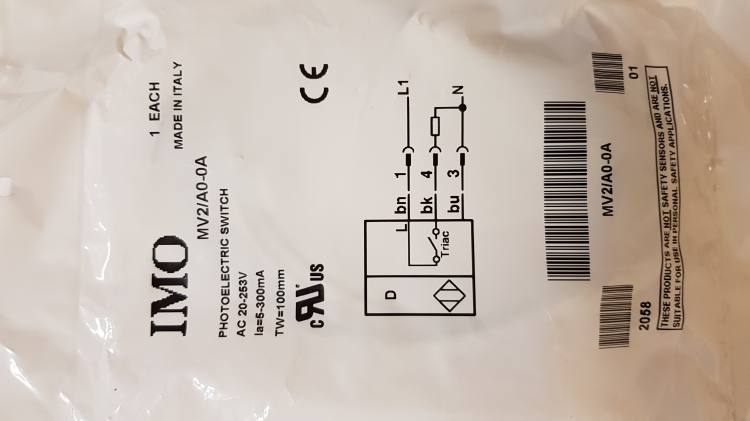 IMO
1 EACH
MADE IN ITALY
MV2/A0-0A
PHOTOELECTRIC SWITCH
AC 20-253V
Ia=5-300mA
TW=100mm
c RU US
CE
D
L
Triac
bn 1 L1
bk 4
bu 3 N
MV2/A0-0A
2058
01
THESE PRODUCTS ARE NOT SAFETY SENSORS AND ARE NOT
SUITABLE FOR USE IN PERSONAL SAFETY APPLICATIONS.